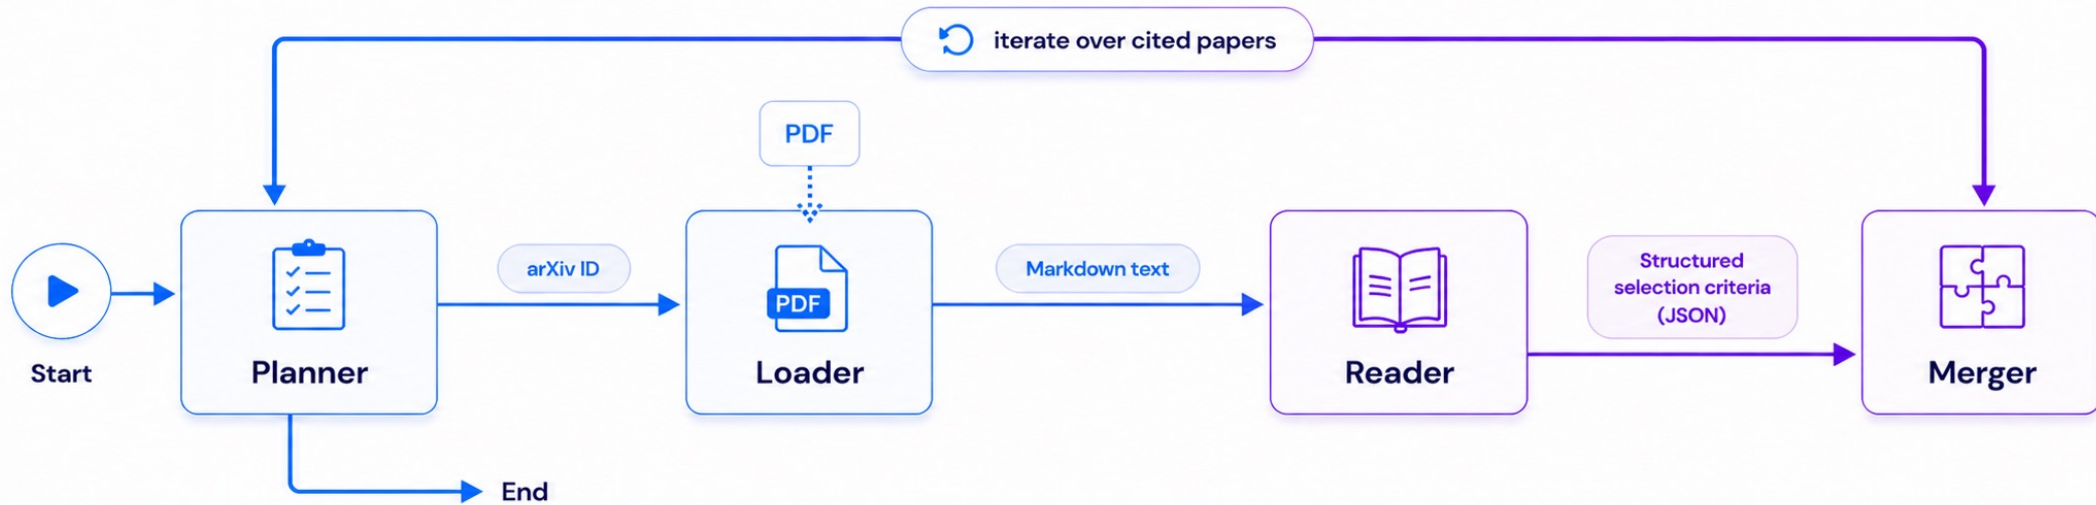 iterate over cited papers
PDF
arXiv ID
Markdown text
Structured
selection criteria
(JSON)
PDF
Start
Planner
Loader
Reader
Merger
End